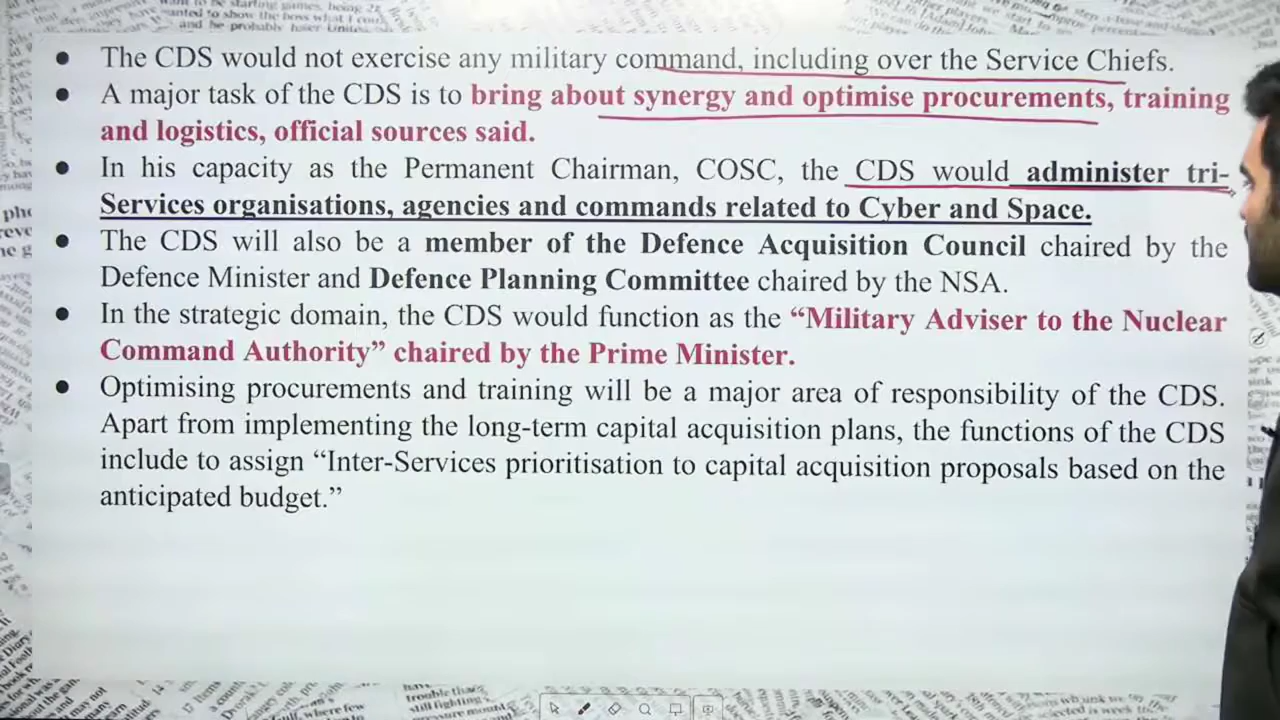 • The CDS would not exercise any military command, including over the Service Chiefs.
• A major task of the CDS is to bring about synergy and optimise procurements, training
and logistics, official sources said.
• In his capacity as the Permanent Chairman, COSC, the CDS would administer tri-
Services organisations, agencies and commands related to Cyber and Space.
• The CDS will also be a member of the Defence Acquisition Council chaired by the
Defence Minister and Defence Planning Committee chaired by the NSA.
• In the strategic domain, the CDS would function as the “Military Adviser to the Nuclear
Command Authority” chaired by the Prime Minister.
• Optimising procurements and training will be a major area of responsibility of the CDS.
Apart from implementing the long-term capital acquisition plans, the functions of the CDS
include to assign “Inter-Services prioritisation to capital acquisition proposals based on the
anticipated budget.”